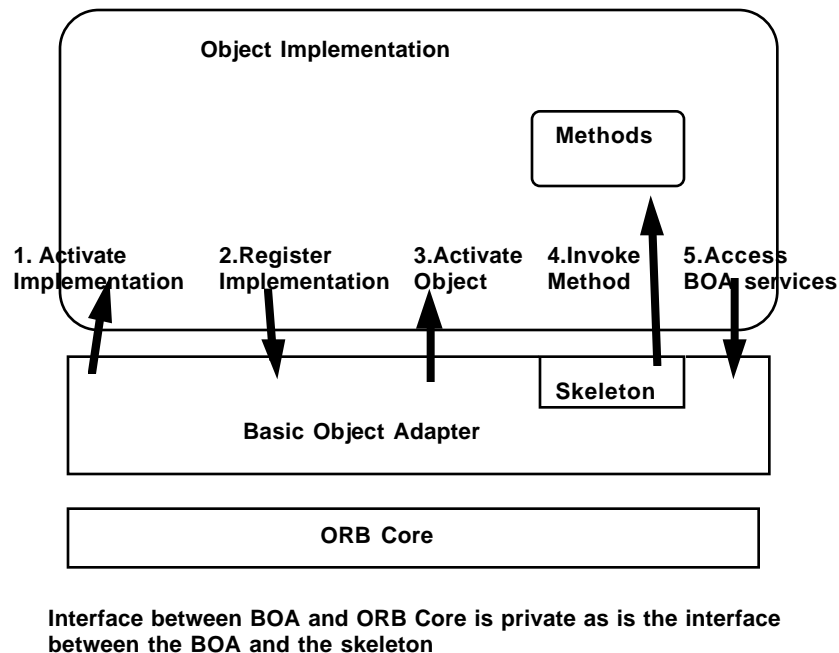 Object Implementation
Methods
1. Activate
Implementation
2.Register
Implementation
3.Activate
Object
4.Invoke
Method
5.Access
BOA services
Skeleton
Basic Object Adapter
ORB Core
Interface between BOA and ORB Core is private as is the interface
between the BOA and the skeleton